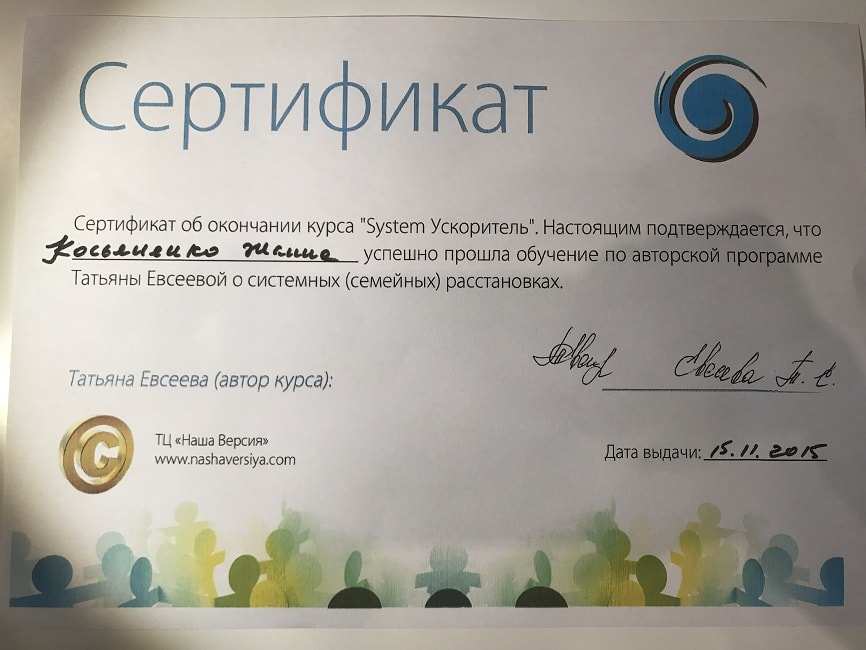 Сертификат
Сертификат об окончании курса "System Ускоритель". Настоящим подтверждается, что
Косьяненко Жанна успешно прошла обучение по авторской программе
Татьяны Евсеевой о системных (семейных) расстановках.
Евсеева Т. С.
Татьяна Евсеева (автор курса):
ТЦ «Наша Версия»
www.nashaversiya.com
Дата выдачи: 15.11.2015